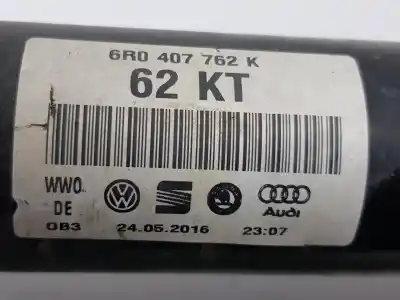 6R0 407 762 K
62 KT
WWO
DE
Audi
OB3 24.05.2016 23:07